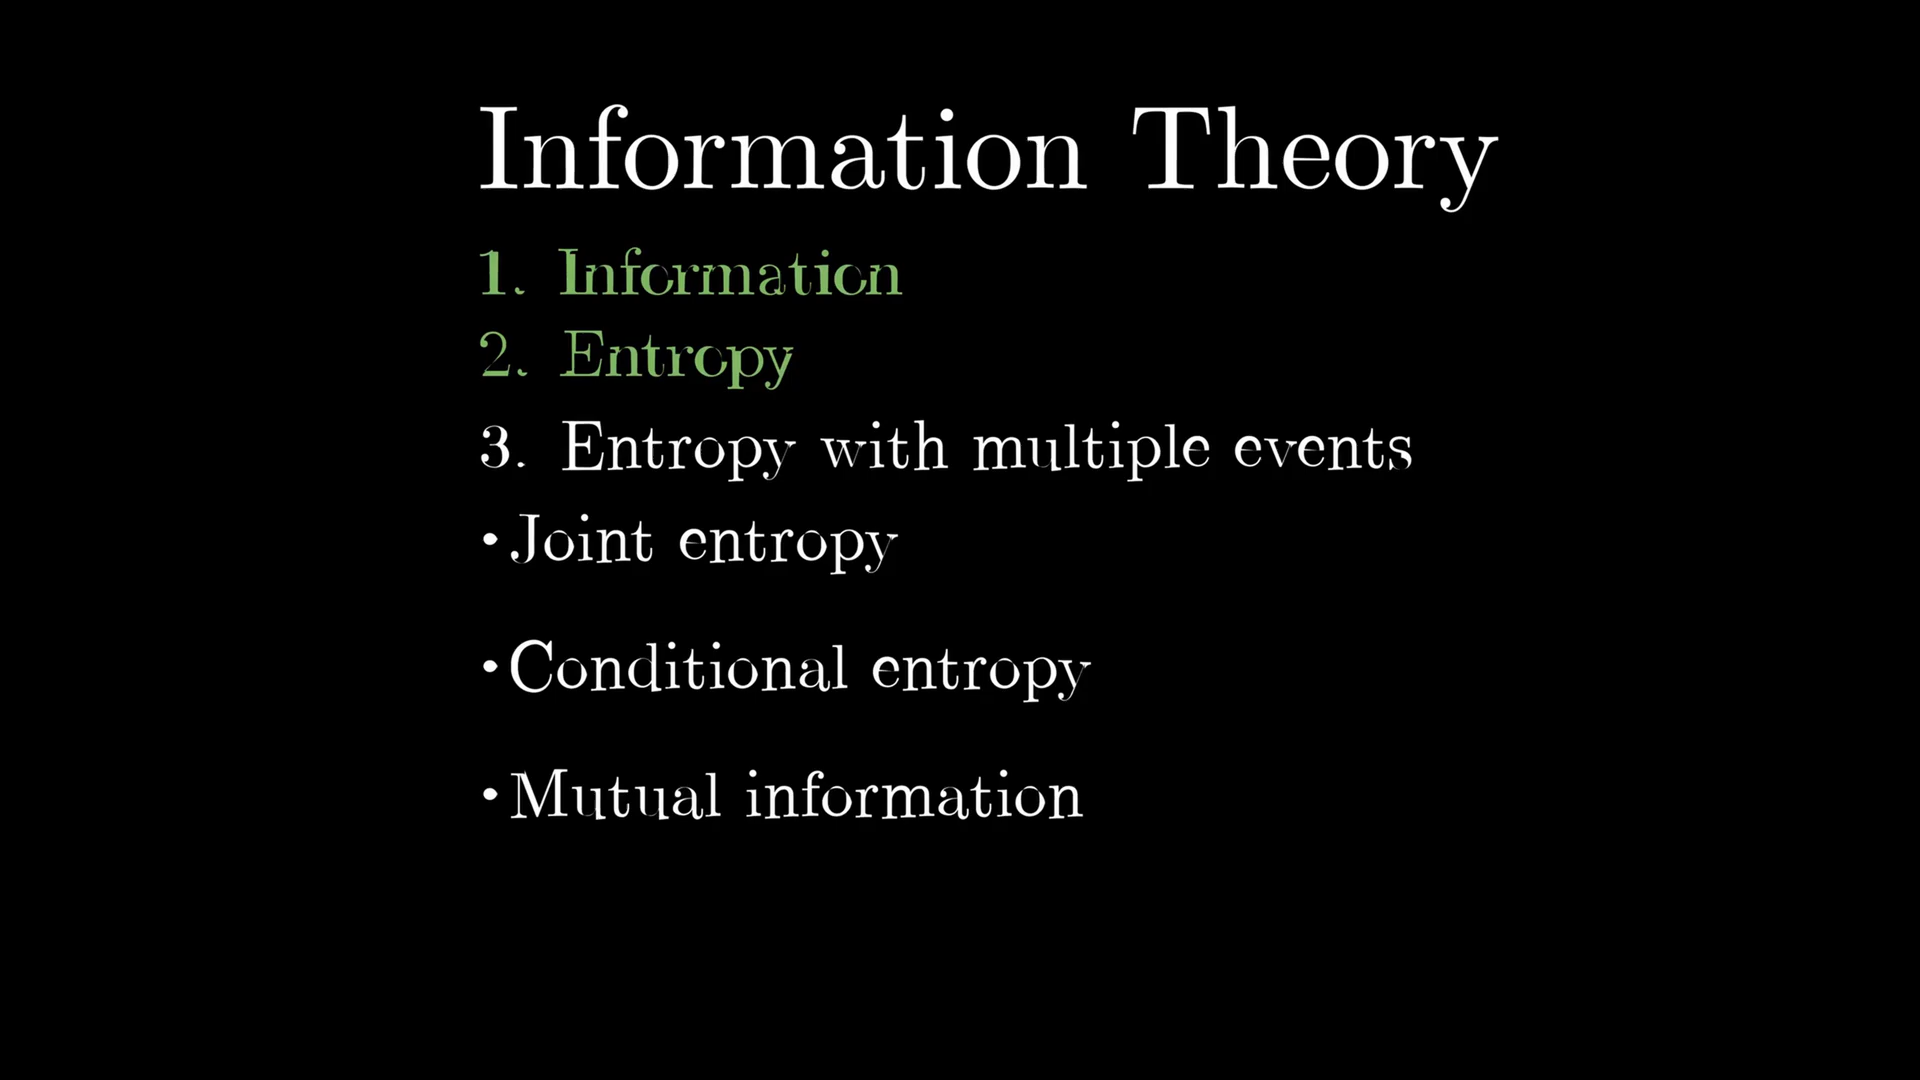 Information Theory
1. Information
2. Entropy
3. Entropy with multiple events
• Joint entropy
• Conditional entropy
• Mutual information